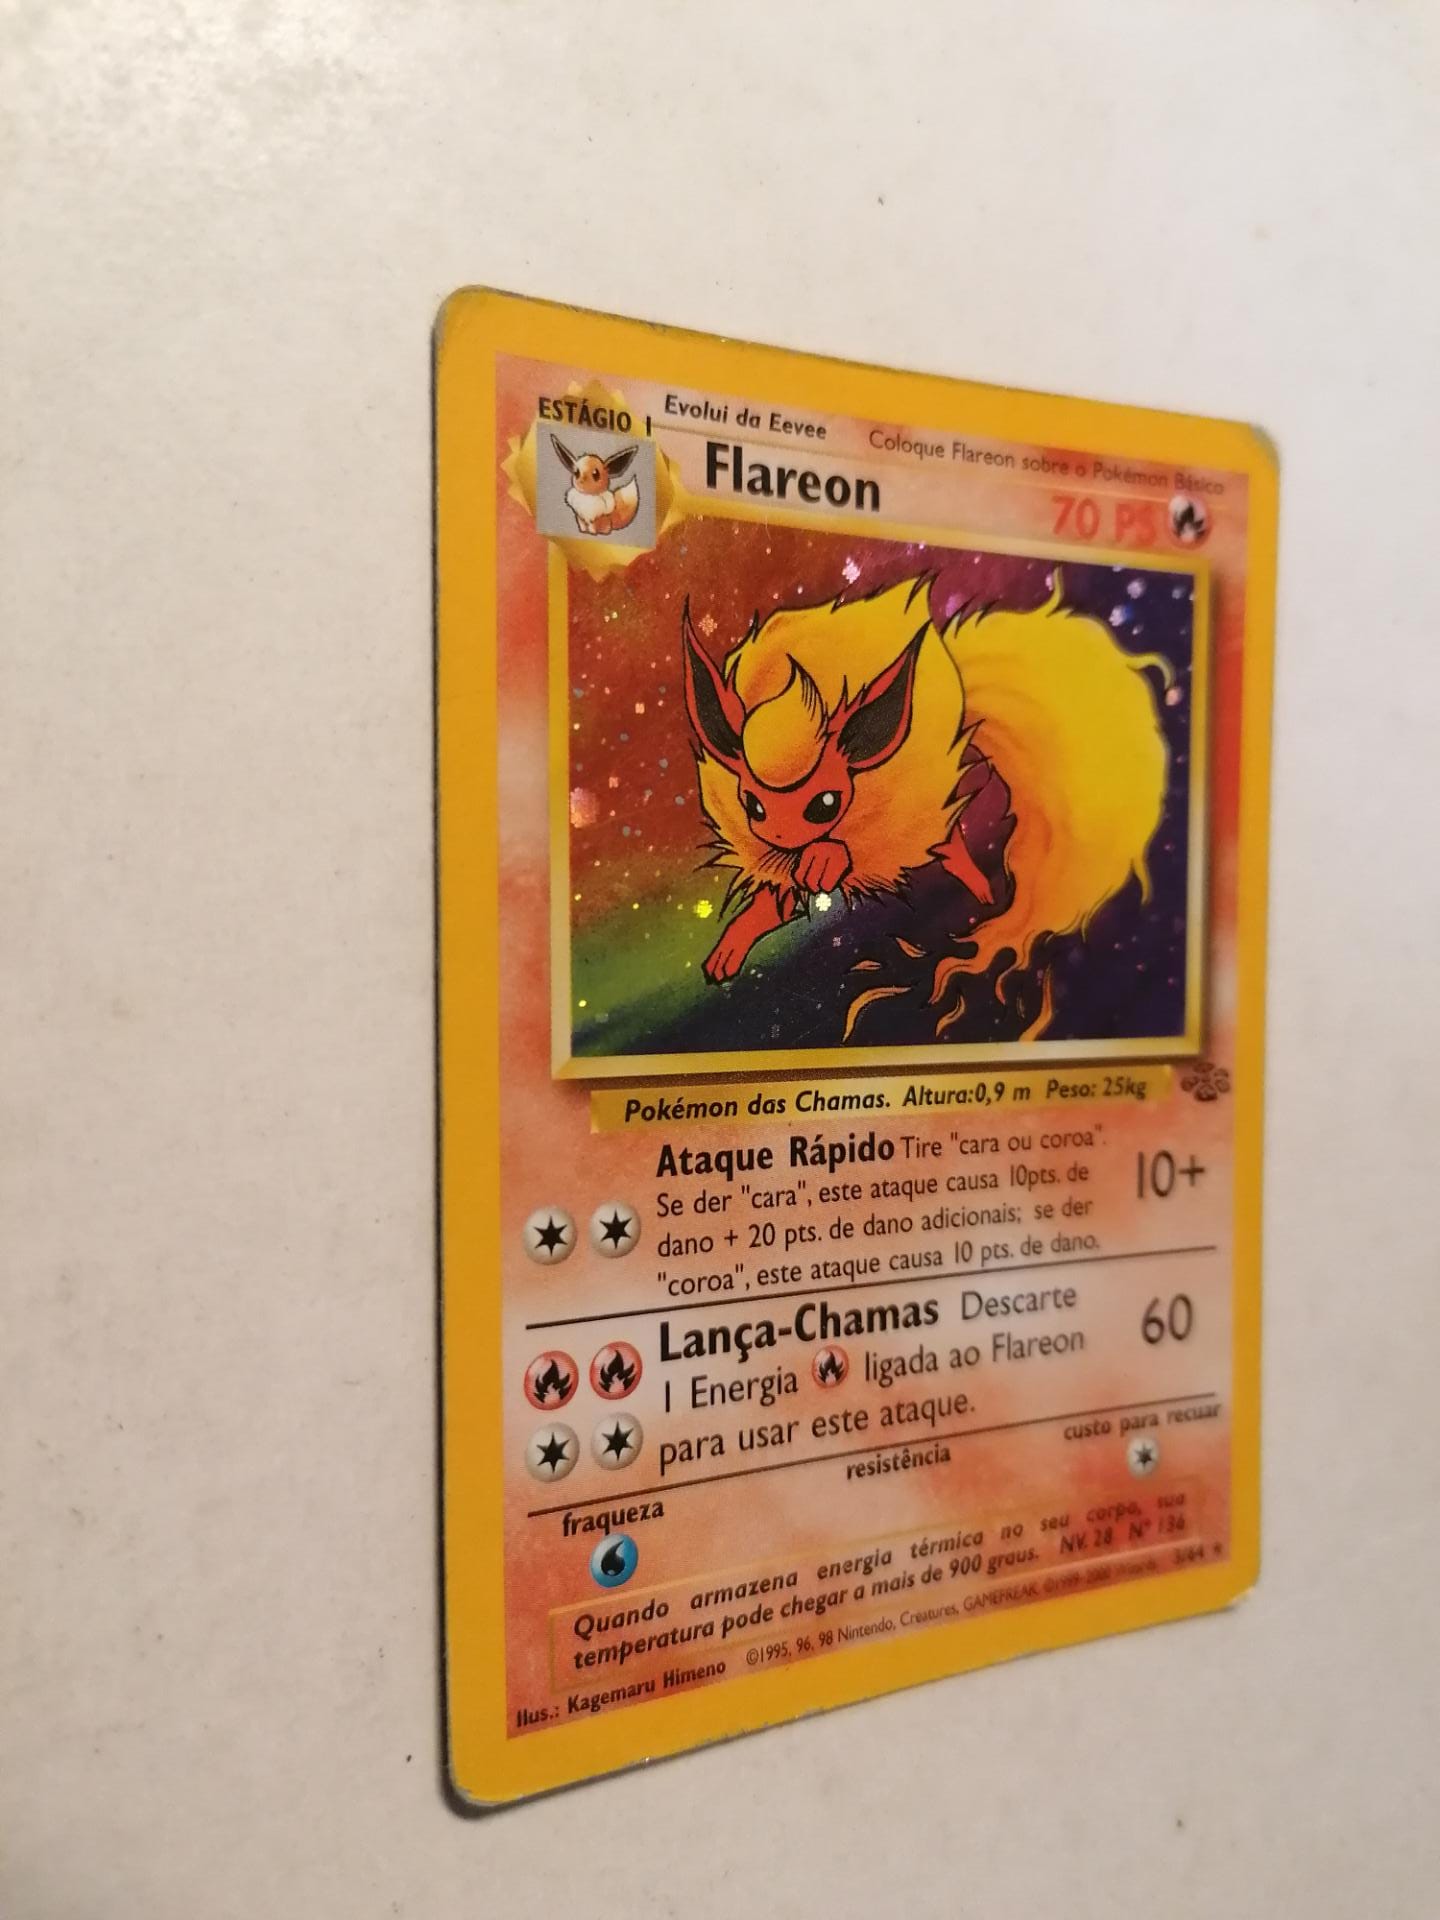 ESTÁGIO 1
Evolui da Eevee
Coloque Flareon sobre o Pokémon Básico
Flareon
70 PS
Pokémon das Chamas. Altura:0,9 m Peso: 25kg
Ataque Rápido Tire "cara ou coroa".
Se der "cara", este ataque causa 10pts. de
dano + 20 pts. de dano adicionais; se der
"coroa", este ataque causa 10 pts. de dano.
10+
Lança-Chamas Descarte
1 Energia ligada ao Flareon
para usar este ataque.
60
fraqueza
resistência
custo para recuar
Quando armazena energia térmica no seu corpo, sua
temperatura pode chegar a mais de 900 graus. NV. 28 N° 136
Ilus.: Kagemaru Himeno ©1995, 96, 98 Nintendo, Creatures, GAMEFREAK. ©1999-2000 Wizards. 3/64